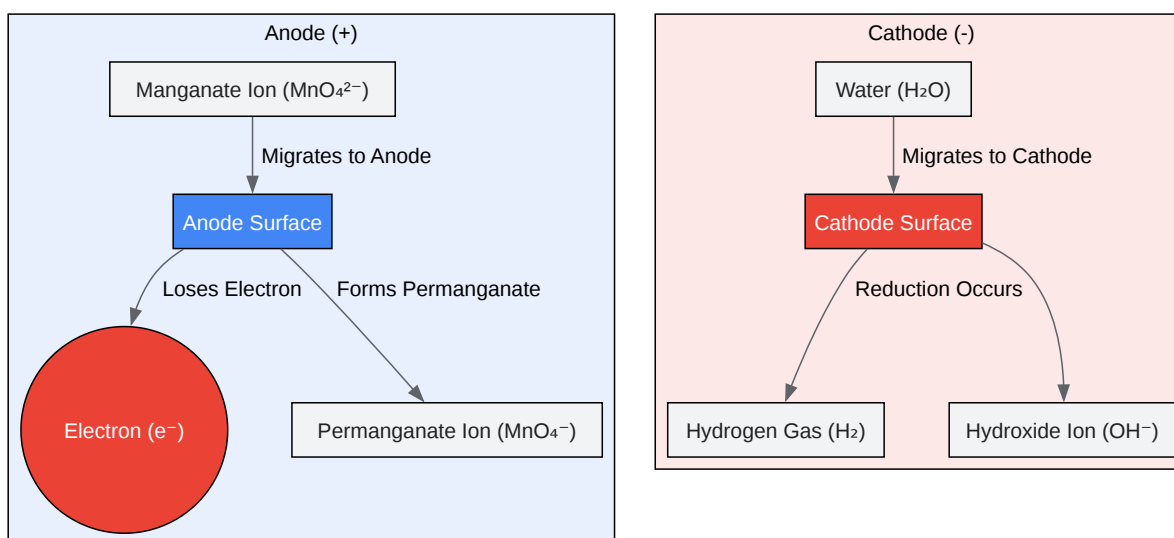 Anode (+)
Manganate Ion (MnO₄²⁻)
Migrates to Anode
Anode Surface
Loses Electron
Forms Permanganate
Electron (e⁻)
Permanganate Ion (MnO₄⁻)
Cathode (-)
Water (H₂O)
Migrates to Cathode
Cathode Surface
Reduction Occurs
Hydrogen Gas (H₂)
Hydroxide Ion (OH⁻)